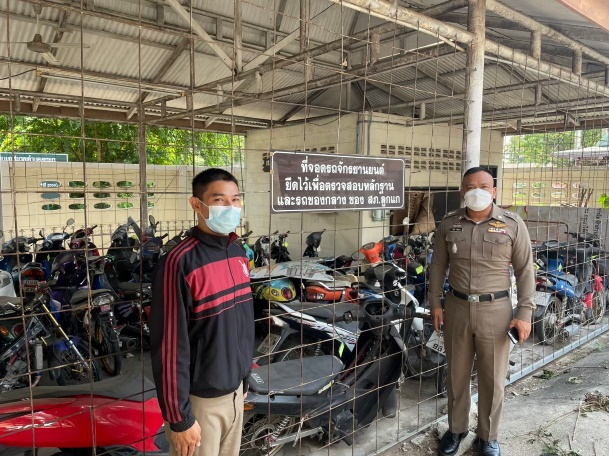 ที่จอดรถจักรยานยนต์
ยึดไว้เพื่อตรวจสอบหลักฐาน
และรถของกลาง ของ สภ.ลูกแก